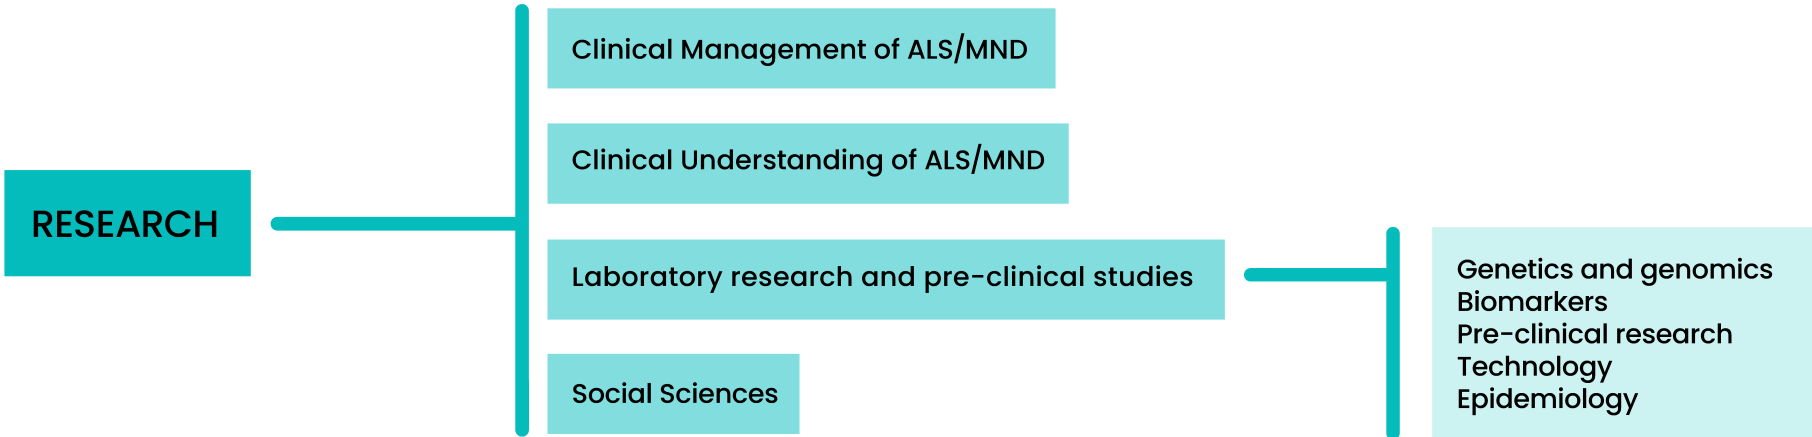 RESEARCH
Clinical Management of ALS/MND
Clinical Understanding of ALS/MND
Laboratory research and pre-clinical studies
Social Sciences
Genetics and genomics
Biomarkers
Pre-clinical research
Technology
Epidemiology